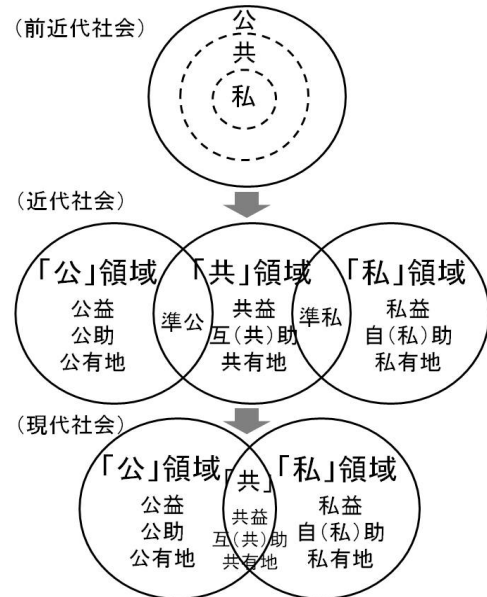 (前近代社会)
公
共
私
(近代社会)
「公」領域
公益
公助
公有地
準公
「共」領域
共益
互(共)助
共有地
準私
「私」領域
私益
自(私)助
私有地
(現代社会)
「公」領域
公益
公助
公有地
「共」
共益
互(共)助
共有地
「私」領域
私益
自(私)助
私有地